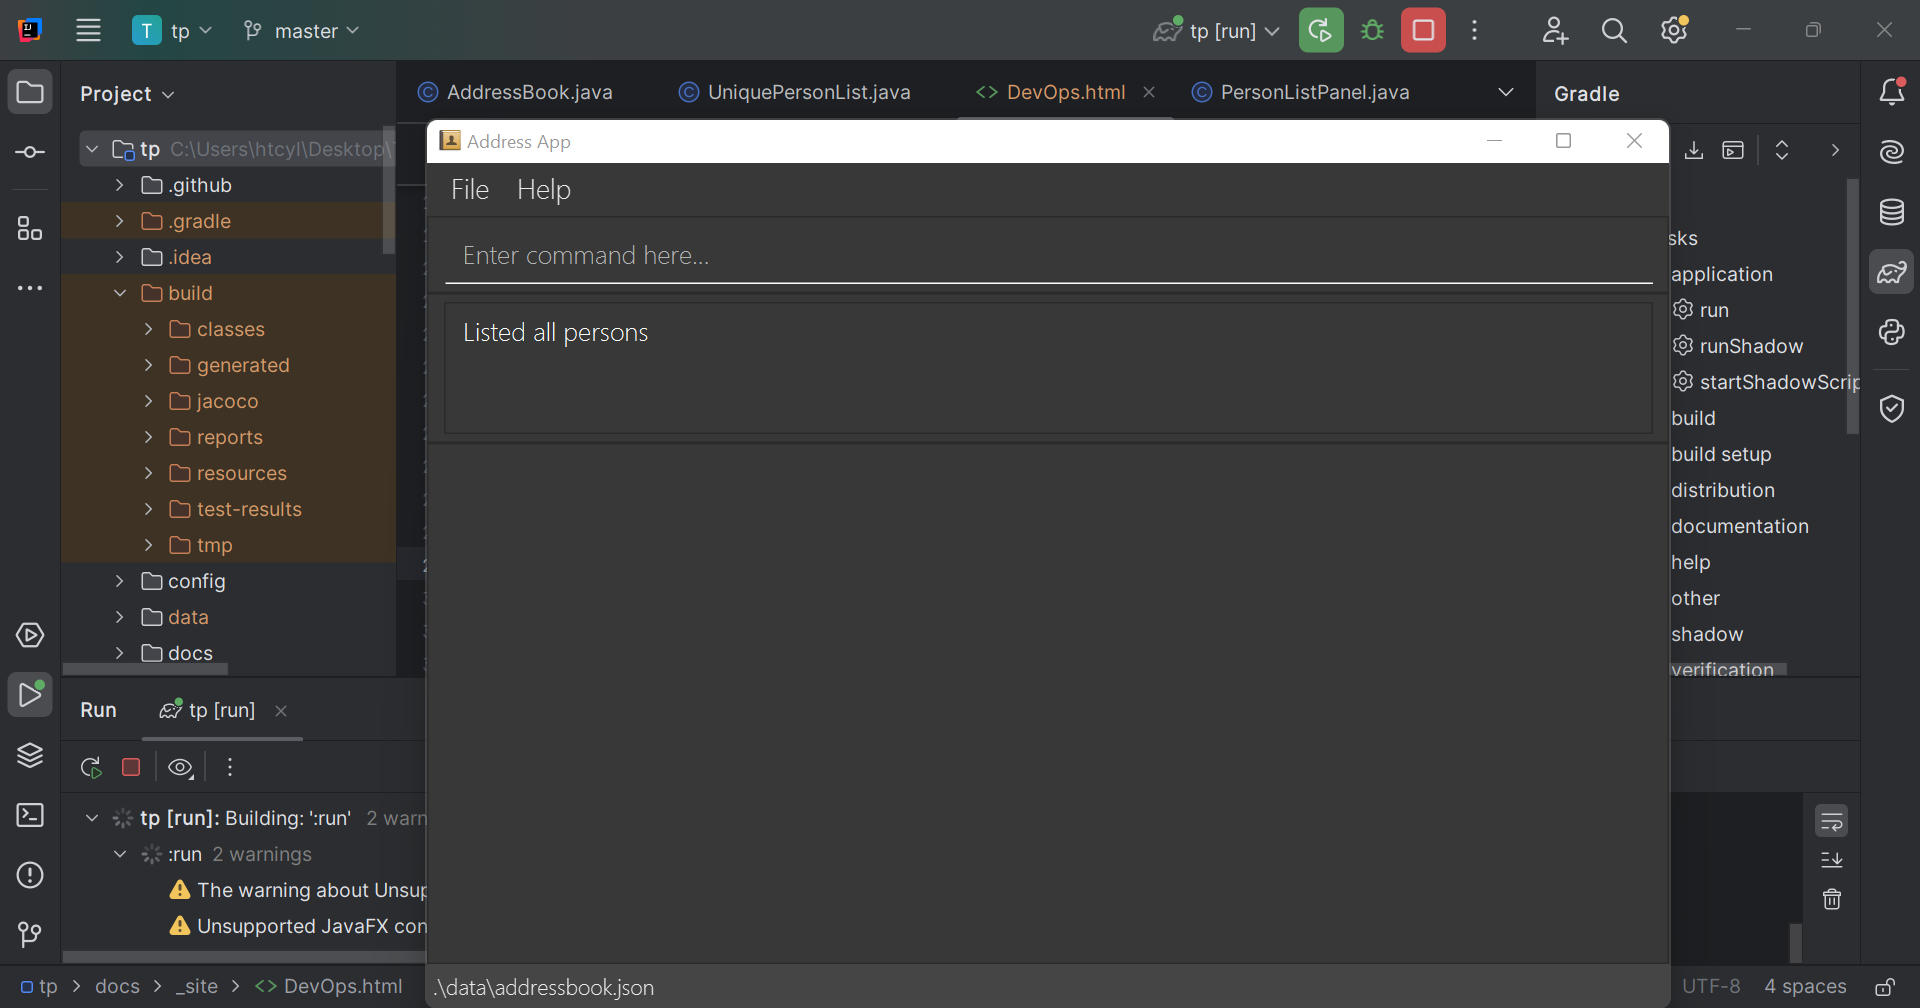 T tp master tp [run]
Project
AddressBook.java UniquePersonList.java DevOps.html PersonListPanel.java
Gradle
tp C:\Users\htcyl\Desktop\
.github
.gradle
.idea
build
classes
generated
jacoco
reports
resources
test-results
tmp
config
data
docs
Address App
File Help
Enter command here...
Listed all persons
.\data\addressbook.json
sks
application
run
runShadow
startShadowScrip
build
build setup
distribution
documentation
help
other
shadow
verification
Run tp [run]
tp [run]: Building: ':run' 2 warn
:run 2 warnings
The warning about Unsup
Unsupported JavaFX con
tp > docs > _site > DevOps.html
UTF-8 4 spaces